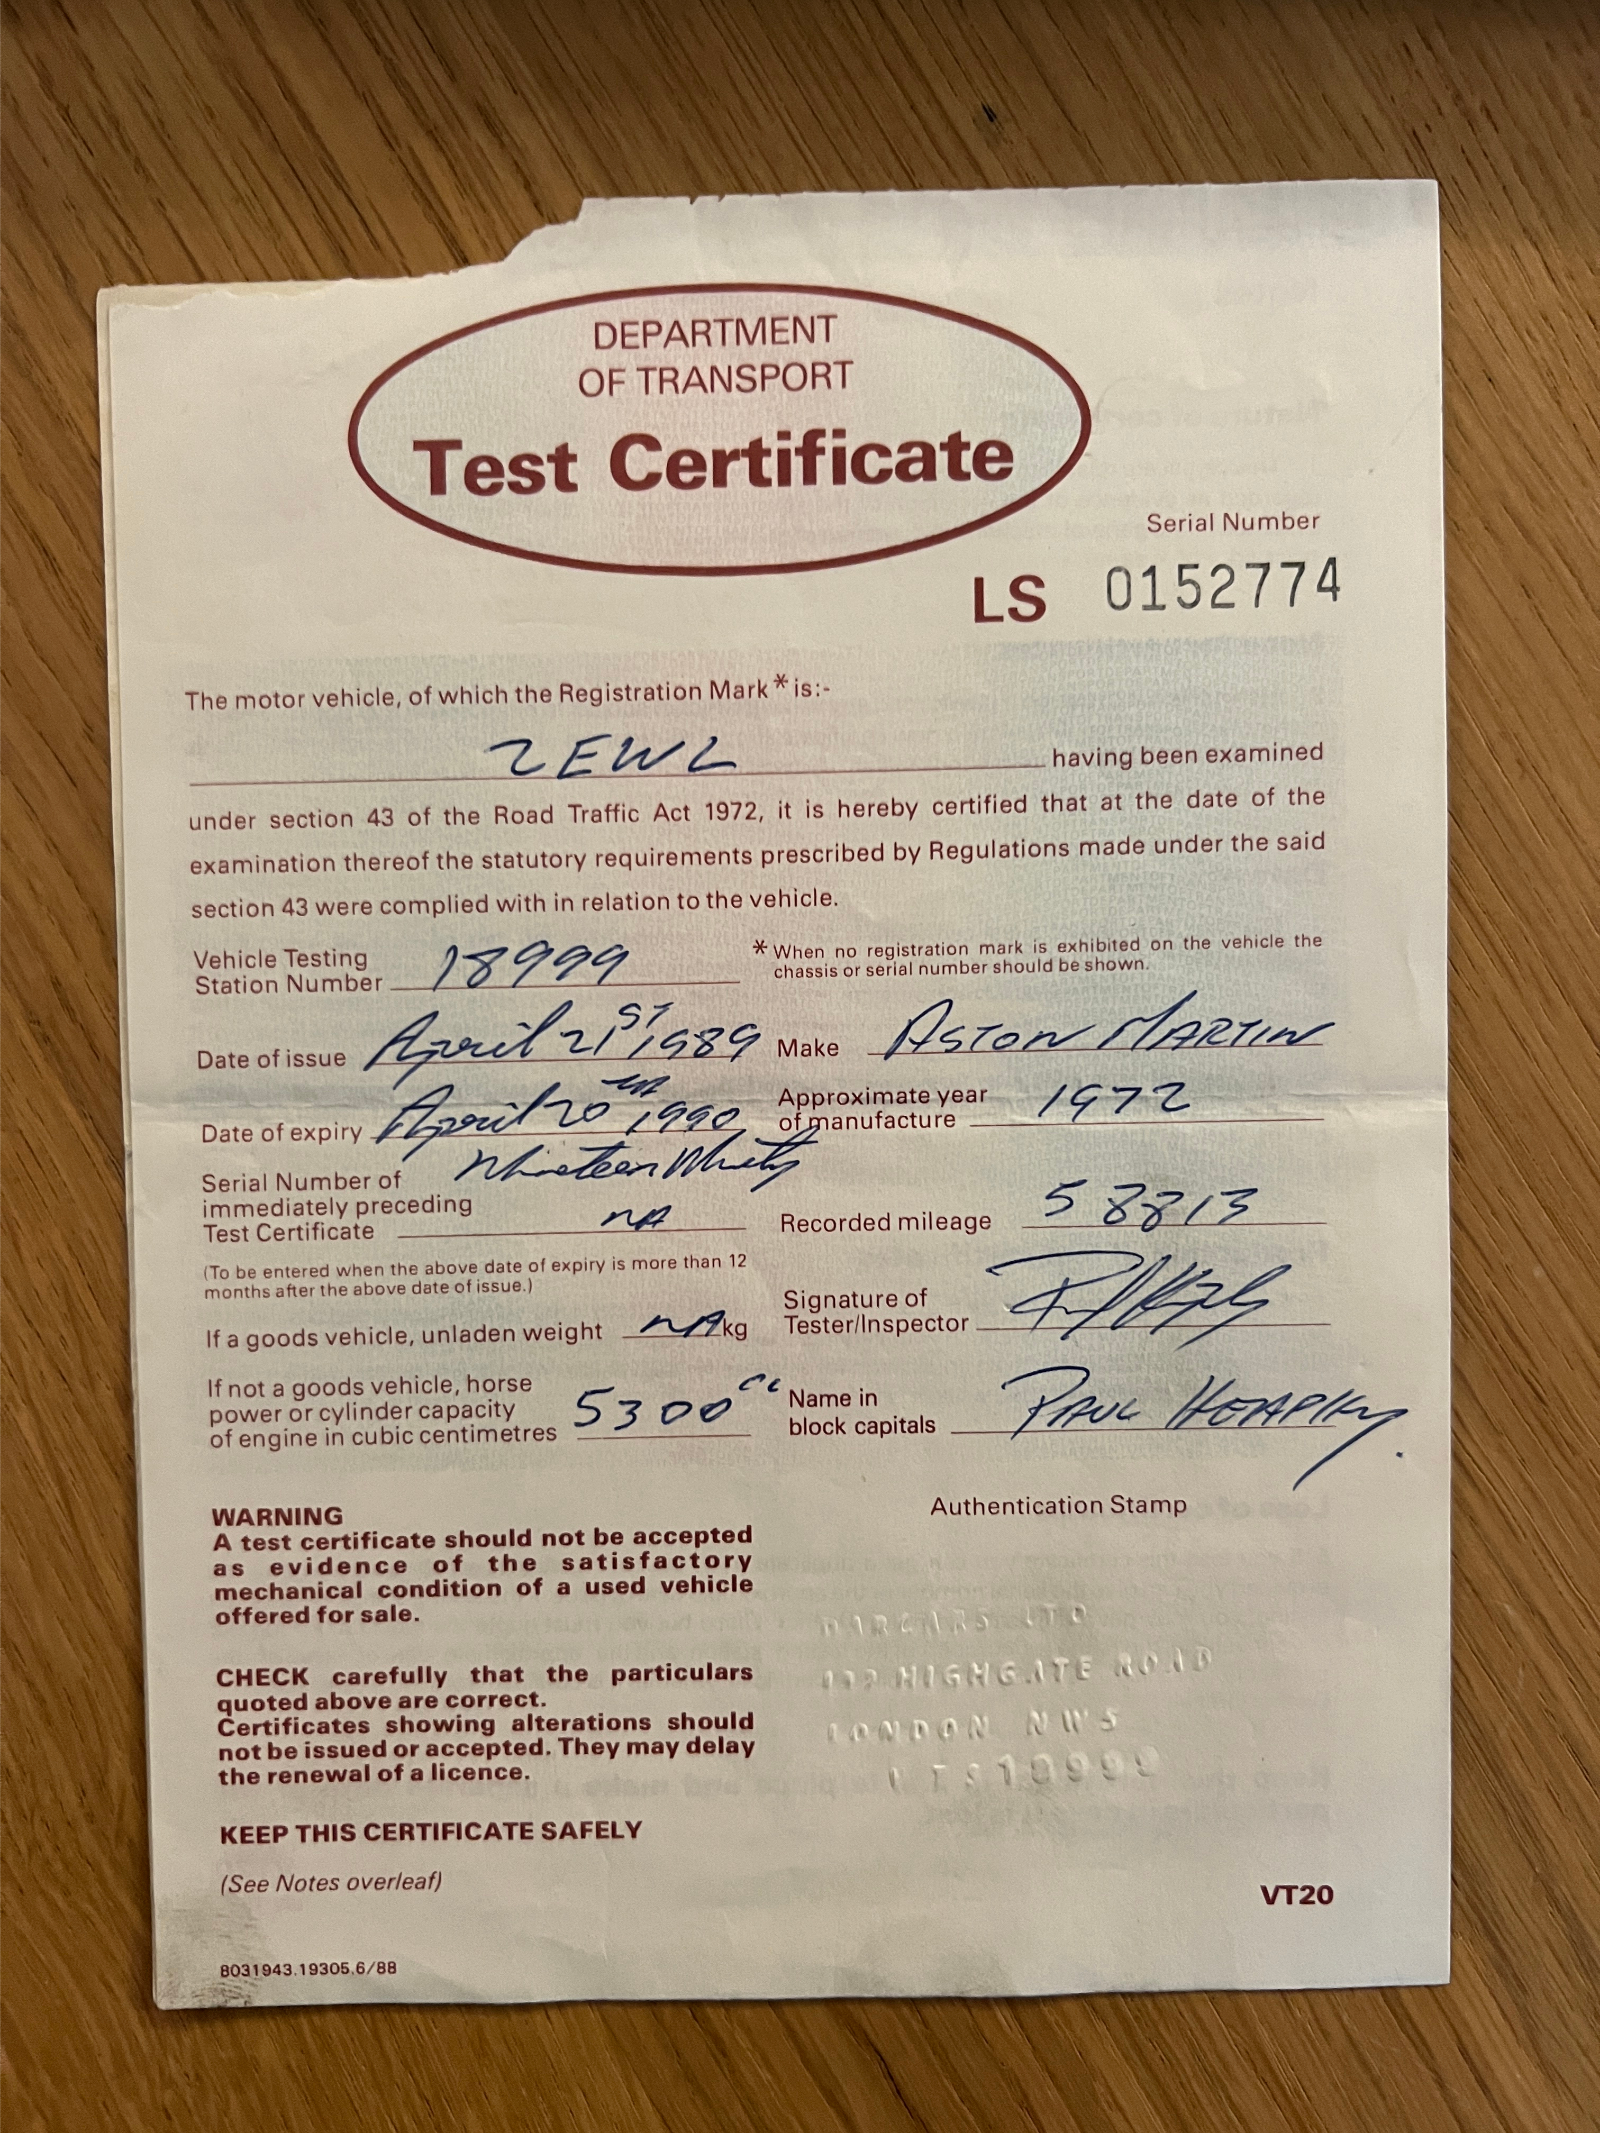 DEPARTMENT
OF TRANSPORT
Test Certificate
Serial Number
LS 0152774
The motor vehicle, of which the Registration Mark * is:-
2 EWL having been examined
under section 43 of the Road Traffic Act 1972, it is hereby certified that at the date of the
examination thereof the statutory requirements prescribed by Regulations made under the said
section 43 were complied with in relation to the vehicle.
Vehicle Testing
Station Number 18999
* When no registration mark is exhibited on the vehicle the
chassis or serial number should be shown.
Date of issue April 21ST 1989
Make ASTON MARTIN
Date of expiry April 20TH 1990
Nineteen Ninety
Approximate year
of manufacture 1972
Serial Number of
immediately preceding
Test Certificate NA
Recorded mileage 58813
(To be entered when the above date of expiry is more than 12
months after the above date of issue.)
Signature of
Tester/Inspector
If a goods vehicle, unladen weight NA kg
If not a goods vehicle, horse
power or cylinder capacity
of engine in cubic centimetres 5300 cc
Name in
block capitals PAUL
WARNING
A test certificate should not be accepted
as evidence of the satisfactory
mechanical condition of a used vehicle
offered for sale.
Authentication Stamp
LTD
HIGHGATE ROAD
LONDON NW5
VTS 18999
CHECK carefully that the particulars
quoted above are correct.
Certificates showing alterations should
not be issued or accepted. They may delay
the renewal of a licence.
KEEP THIS CERTIFICATE SAFELY
(See Notes overleaf)
VT20
8031943.19305.6/88